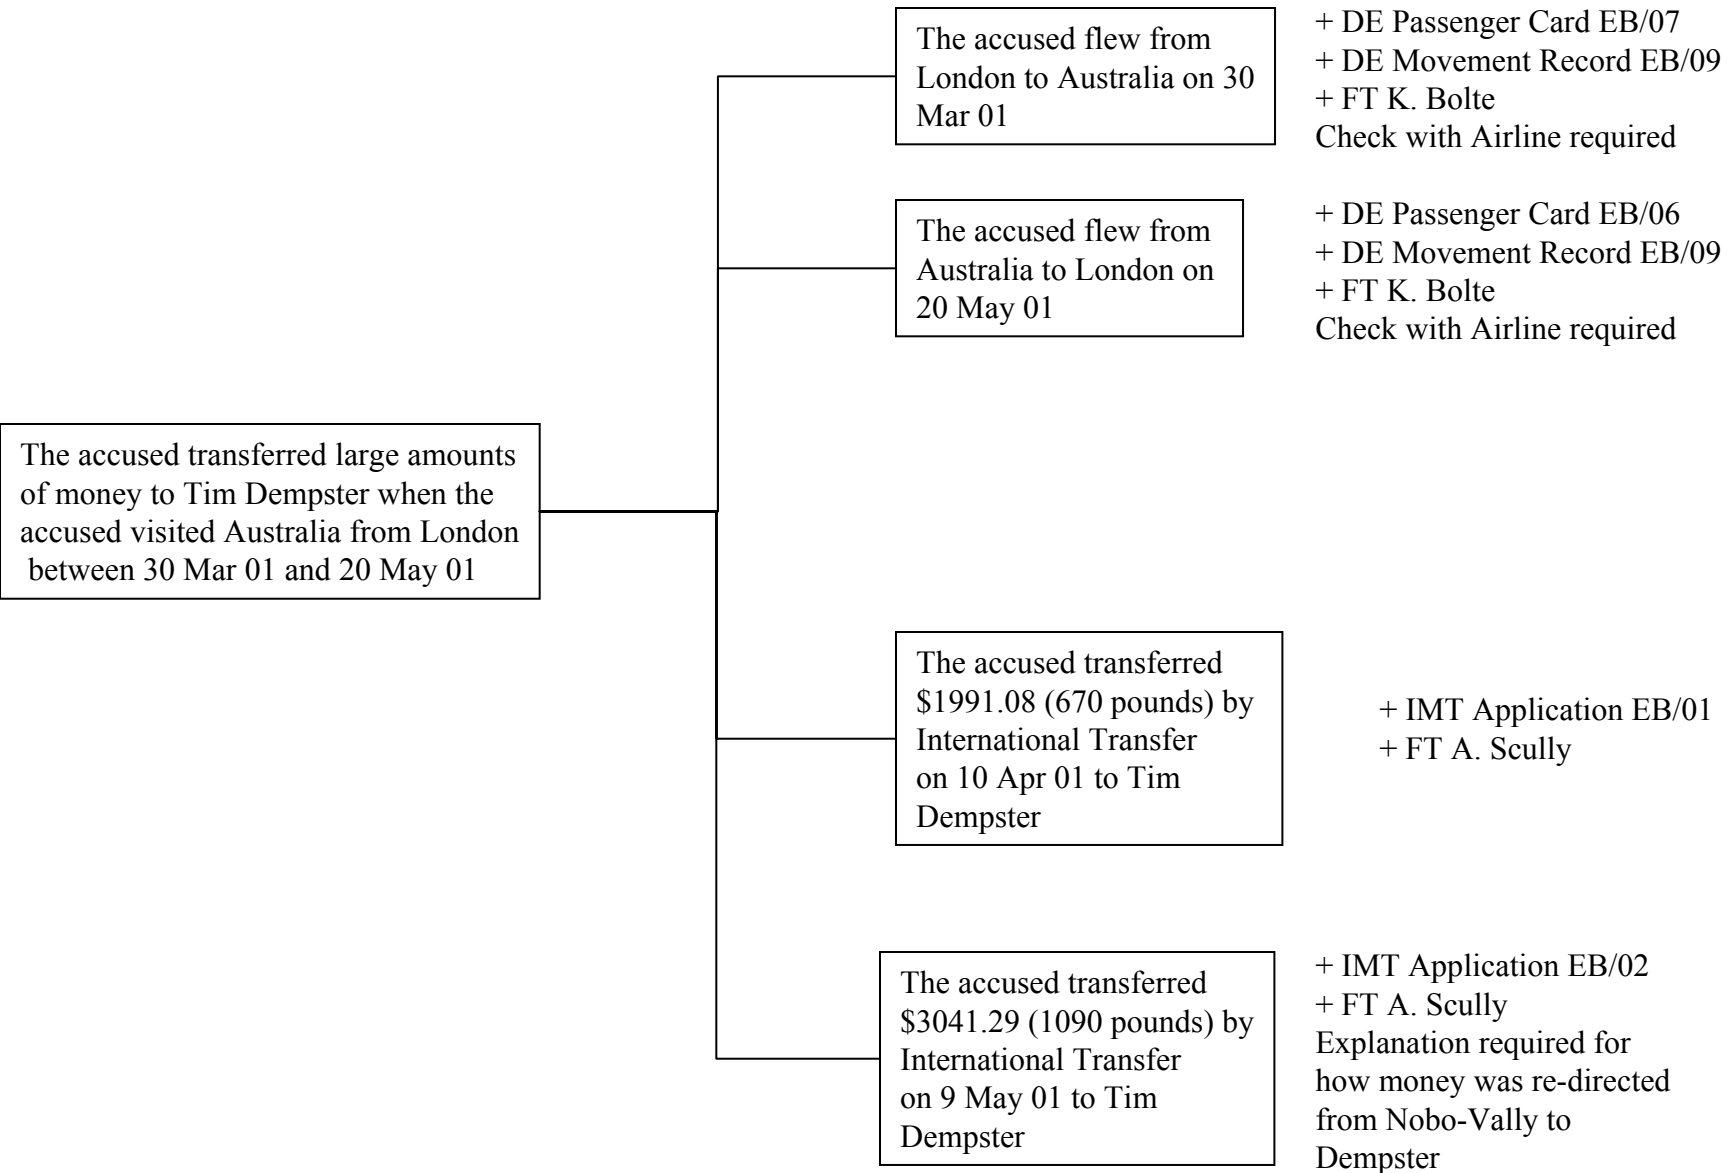 The accused flew from
London to Australia on 30
Mar 01
+ DE Passenger Card EB/07
+ DE Movement Record EB/09
+ FT K. Bolte
Check with Airline required
The accused flew from
Australia to London on
20 May 01
+ DE Passenger Card EB/06
+ DE Movement Record EB/09
+ FT K. Bolte
Check with Airline required
The accused transferred large amounts
of money to Tim Dempster when the
accused visited Australia from London
between 30 Mar 01 and 20 May 01
The accused transferred
$1991.08 (670 pounds) by
International Transfer
on 10 Apr 01 to Tim
Dempster
+ IMT Application EB/01
+ FT A. Scully
The accused transferred
$3041.29 (1090 pounds) by
International Transfer
on 9 May 01 to Tim
Dempster
+ IMT Application EB/02
+ FT A. Scully
Explanation required for
how money was re-directed
from Nobo-Vally to
Dempster